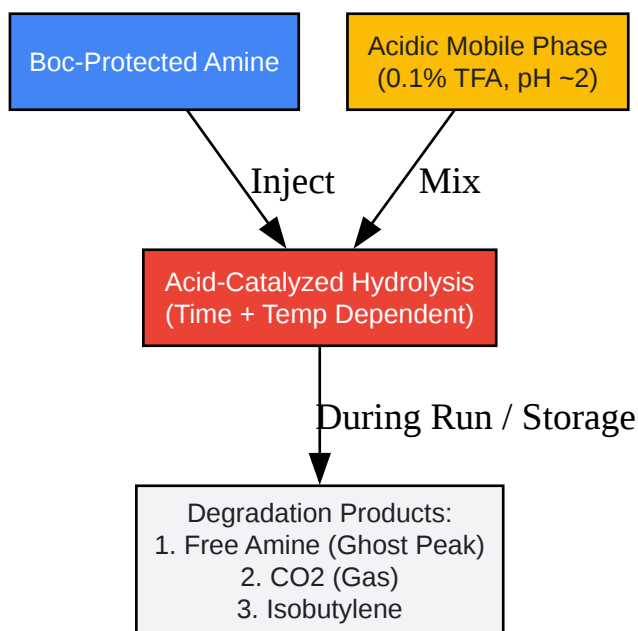 Boc-Protected Amine
Acidic Mobile Phase
(0.1% TFA, pH ~2)
Inject
Mix
Acid-Catalyzed Hydrolysis
(Time + Temp Dependent)
During Run / Storage
Degradation Products:
1. Free Amine (Ghost Peak)
2. CO2 (Gas)
3. Isobutylene